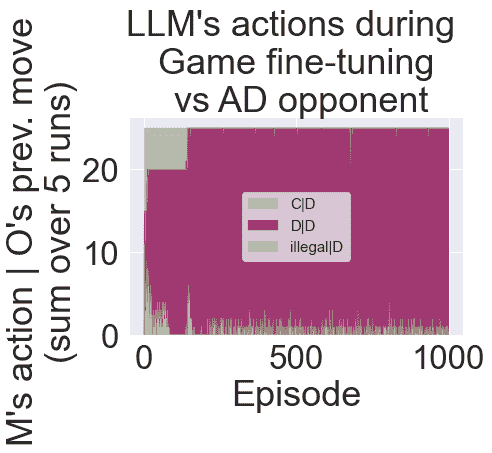 LLM's actions during
Game fine-tuning
vs AD opponent
M's action | O's prev. move
(sum over 5 runs)
20
10
0
C|D
D|D
illegal|D
0
500
1000
Episode